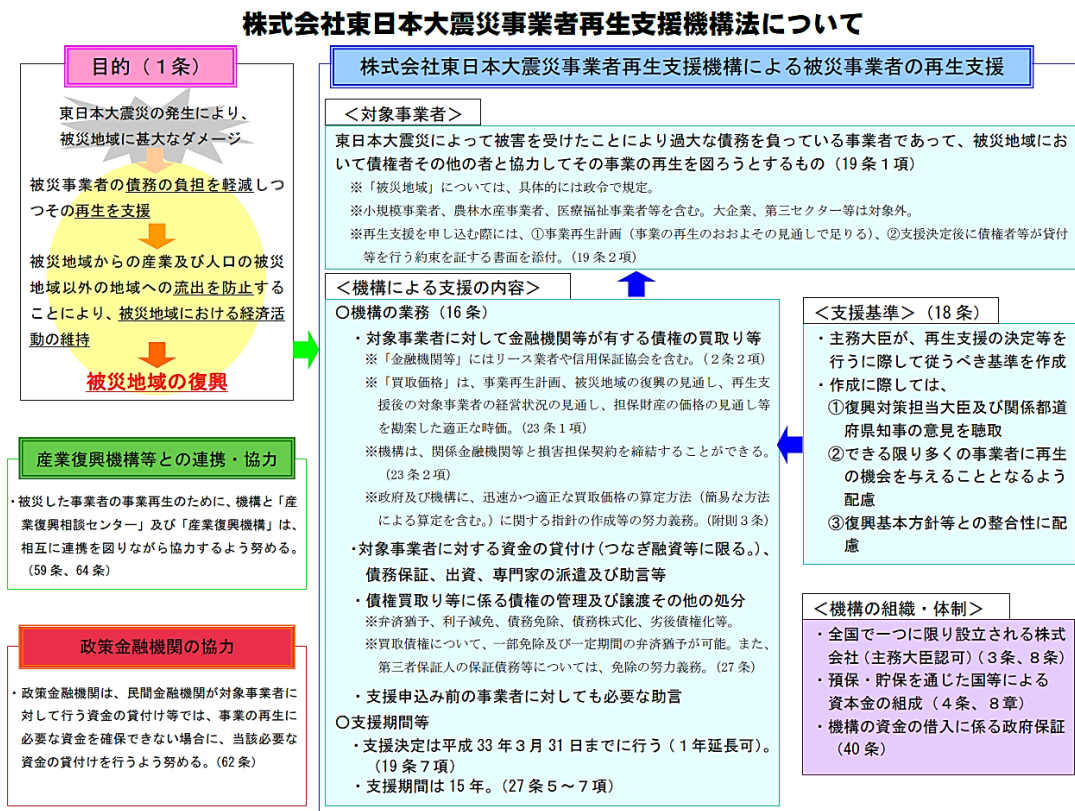 株式会社東日本大震災事業者再生支援機構法について
目的（１条）
東日本大震災の発生により、
被災地域に甚大なダメージ
被災事業者の債務の負担を軽減しつ
つその再生を支援
被災地域からの産業及び人口の被災
地域以外の地域への流出を防止する
ことにより、被災地域における経済活
動の維持
被災地域の復興
産業復興機構等との連携・協力
・被災した事業者の事業再生のために、機構と「産
業復興相談センター」及び「産業復興機構」は、
相互に連携を図りながら協力するよう努める。
（59 条、64 条）
政策金融機関の協力
・政策金融機関は、民間金融機関が対象事業者に
対して行う資金の貸付け等では、事業の再生に
必要な資金を確保できない場合に、当該必要な
資金の貸付けを行うよう努める。（62 条）
株式会社東日本大震災事業者再生支援機構による被災事業者の再生支援
＜対象事業者＞
東日本大震災によって被害を受けたことにより過大な債務を負っている事業者であって、被災地域にお
いて債権者その他の者と協力してその事業の再生を図ろうとするもの（19 条１項）
※「被災地域」については、具体的には政令で規定。
※小規模事業者、農林水産事業者、医療福祉事業者等を含む。大企業、第三セクター等は対象外。
※再生支援を申し込む際には、①事業再生計画（事業の再生のおおよその見通しで足りる）、②支援決定後に債権者等が貸付
等を行う約束を証する書面を添付。（19 条２項）
＜機構による支援の内容＞
〇機構の業務（16 条）
・対象事業者に対して金融機関等が有する債権の買取り等
※「金融機関等」にはリース業者や信用保証協会を含む。（２条２項）
※「買取価格」は、事業再生計画、被災地域の復興の見通し、再生支
援後の対象事業者の経営状況の見通し、担保財産の価格の見通し等
を勘案した適正な時価。（23 条１項）
※機構は、関係金融機関等と損害担保契約を締結することができる。
（23 条２項）
※政府及び機構に、迅速かつ適正な買取価格の算定方法（簡易な方法
による算定を含む。）に関する指針の作成等の努力義務。（附則３条）
・対象事業者に対する資金の貸付け（つなぎ融資等に限る。）、
債務保証、出資、専門家の派遣及び助言等
・債権買取り等に係る債権の管理及び譲渡その他の処分
※弁済猶予、利子減免、債務免除、債務株式化、劣後債権化等。
※買取債権について、一部免除及び一定期間の弁済猶予が可能。また、
第三者保証人の保証債務等については、免除の努力義務。（27 条）
・支援申込み前の事業者に対しても必要な助言
〇支援期間等
・支援決定は平成 33 年３月 31 日までに行う（１年延長可）。
（19 条７項）
・支援期間は 15 年。（27 条５～７項）
＜支援基準＞（18 条）
・主務大臣が、再生支援の決定等を
行うに際して従うべき基準を作成
・作成に際しては、
①復興対策担当大臣及び関係都道
府県知事の意見を聴取
②できる限り多くの事業者に再生
の機会を与えることとなるよう
配慮
③復興基本方針等との整合性に配
慮
＜機構の組織・体制＞
・全国で一つに限り設立される株式
会社（主務大臣認可）（３条、８条）
・預保・貯保を通じた国等による
資本金の組成（４条、８章）
・機構の資金の借入に係る政府保証
（40 条）